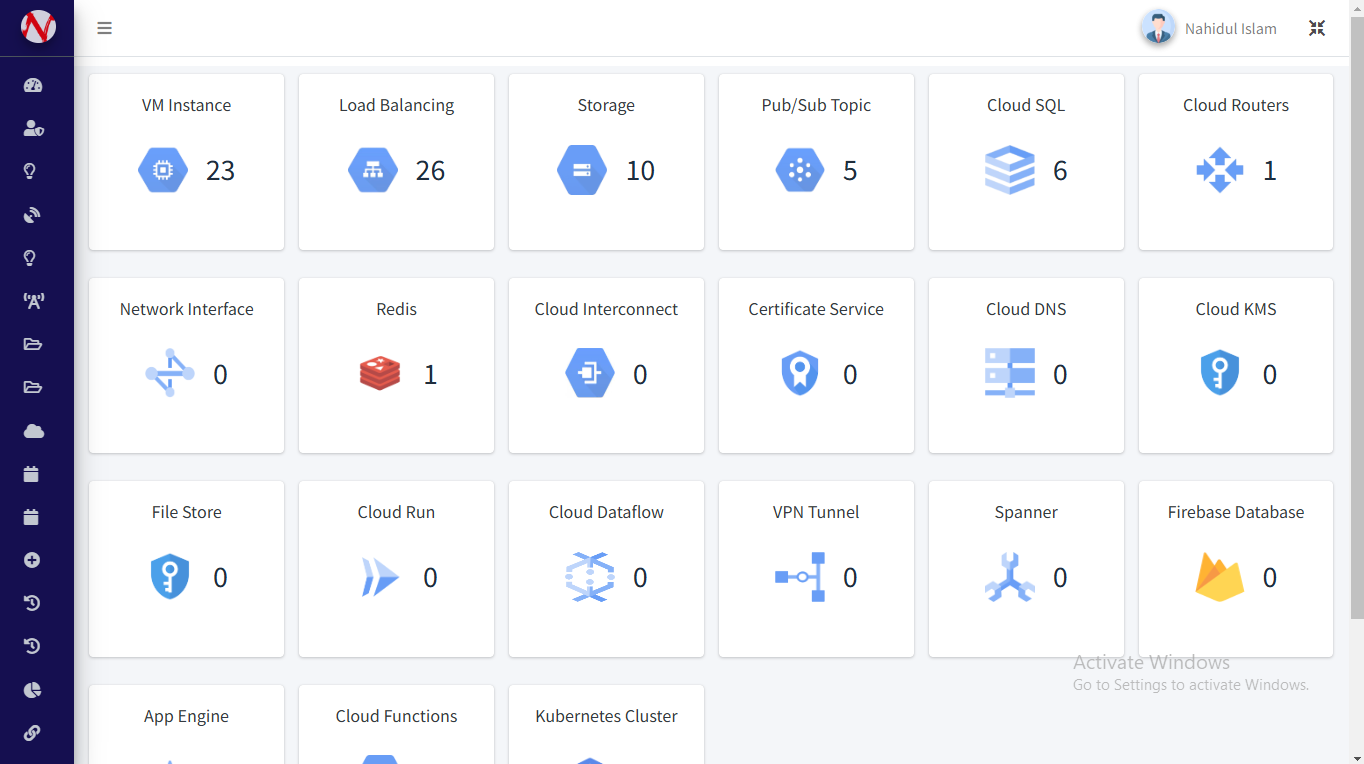 N
Nahidul Islam
VM Instance
Load Balancing
Storage
Pub/Sub Topic
Cloud SQL
Cloud Routers
23
26
10
5
6
1
Network Interface
Redis
Cloud Interconnect
Certificate Service
Cloud DNS
Cloud KMS
0
1
0
0
0
0
File Store
Cloud Run
Cloud Dataflow
VPN Tunnel
Spanner
Firebase Database
0
0
0
0
0
0
Activate Windows
Go to Settings to activate Windows.
App Engine
Cloud Functions
Kubernetes Cluster